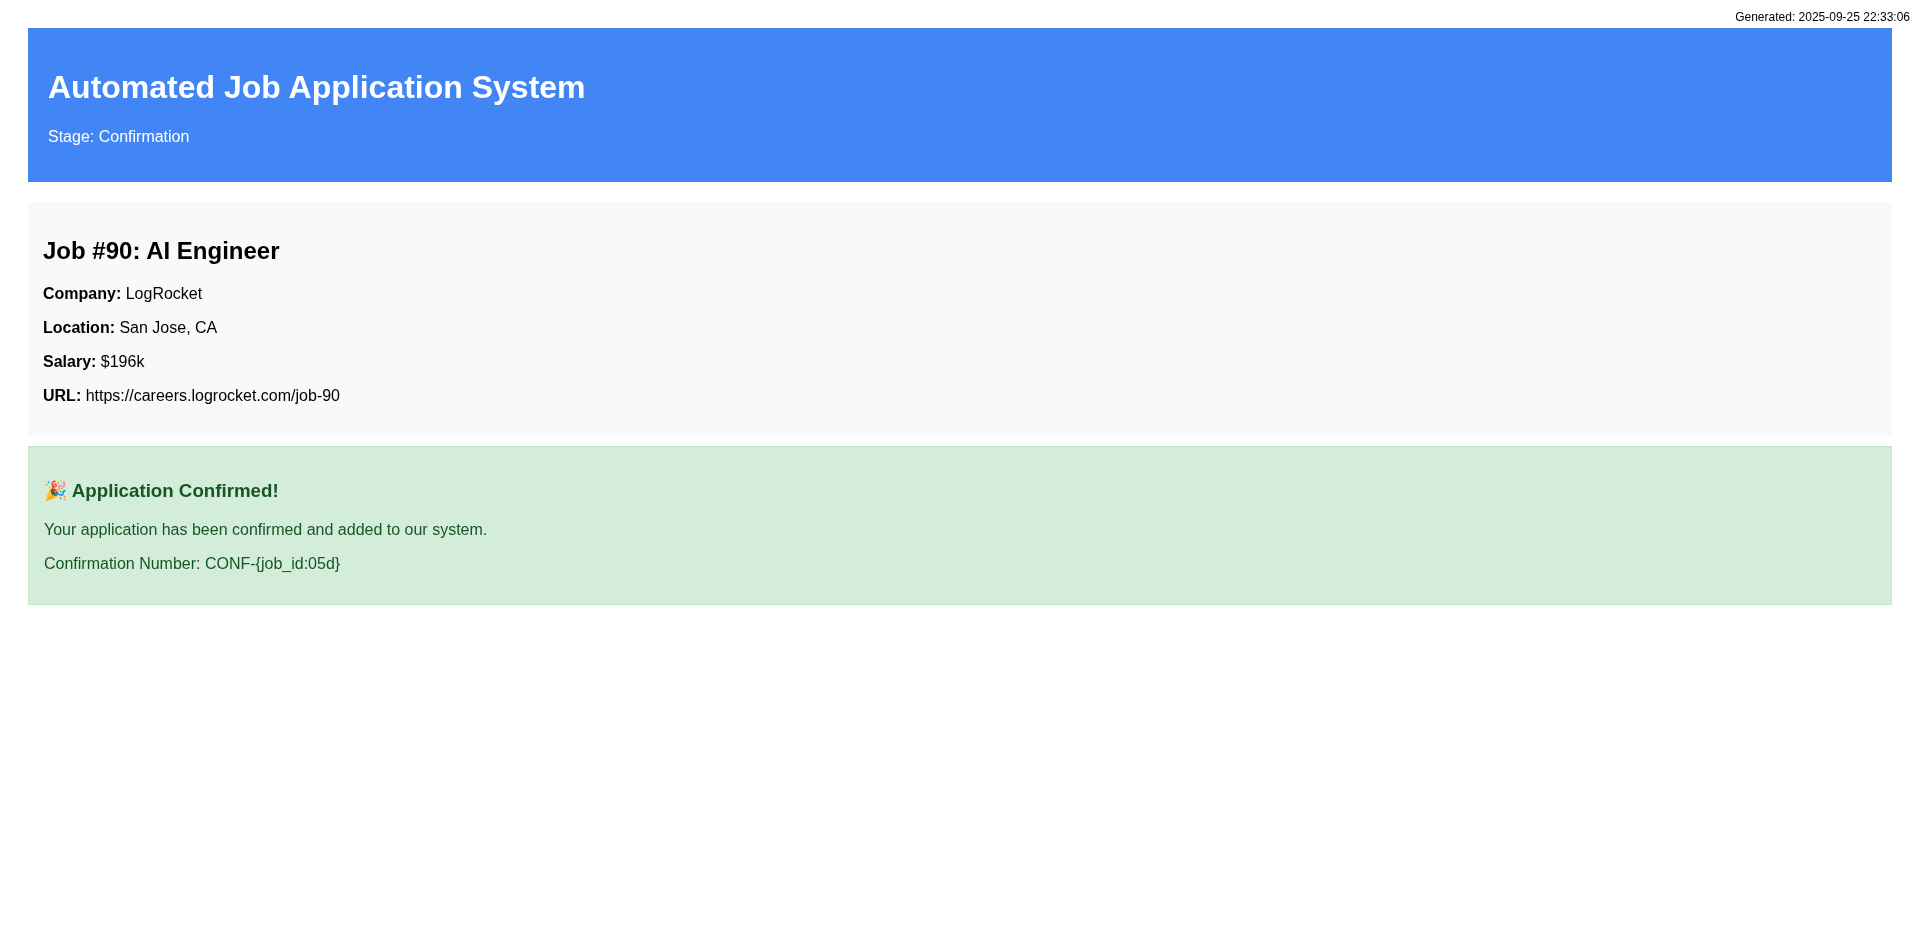 Generated: 2025-09-25 22:33:06
Automated Job Application System
Stage: Confirmation
Job #90: AI Engineer
Company: LogRocket
Location: San Jose, CA
Salary: $196k
URL: https://careers.logrocket.com/job-90
🎉 Application Confirmed!
Your application has been confirmed and added to our system.
Confirmation Number: CONF-{job_id:05d}